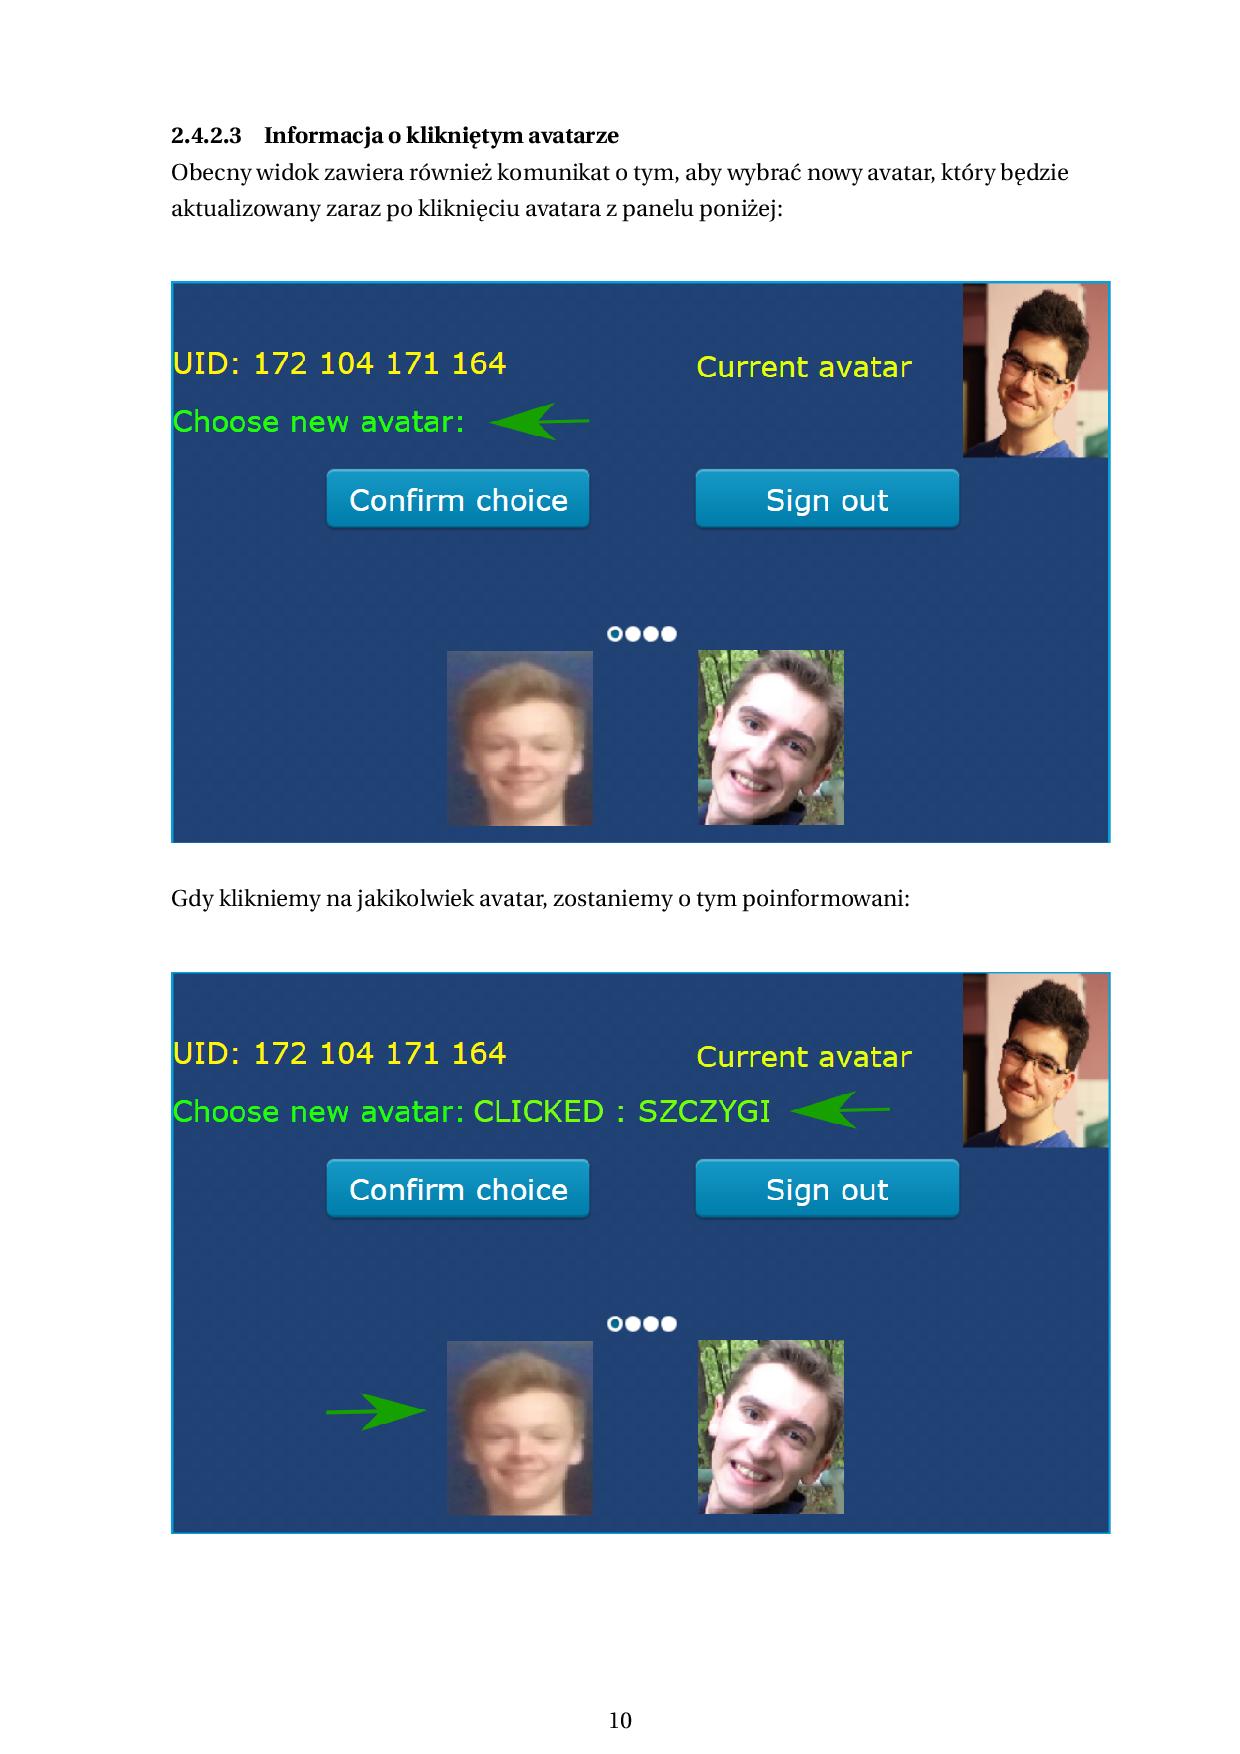 2.4.2.3 Informacja o klikniętym avatarze
Obecny widok zawiera również komunikat o tym, aby wybrać nowy avatar, który będzie
aktualizowany zaraz po kliknięciu avatara z panelu poniżej:
UID: 172 104 171 164
Current avatar
Choose new avatar:
Confirm choice
Sign out
Gdy klikniemy na jakikolwiek avatar, zostaniemy o tym poinformowani:
UID: 172 104 171 164
Current avatar
Choose new avatar: CLICKED : SZCZYGI
Confirm choice
Sign out
10